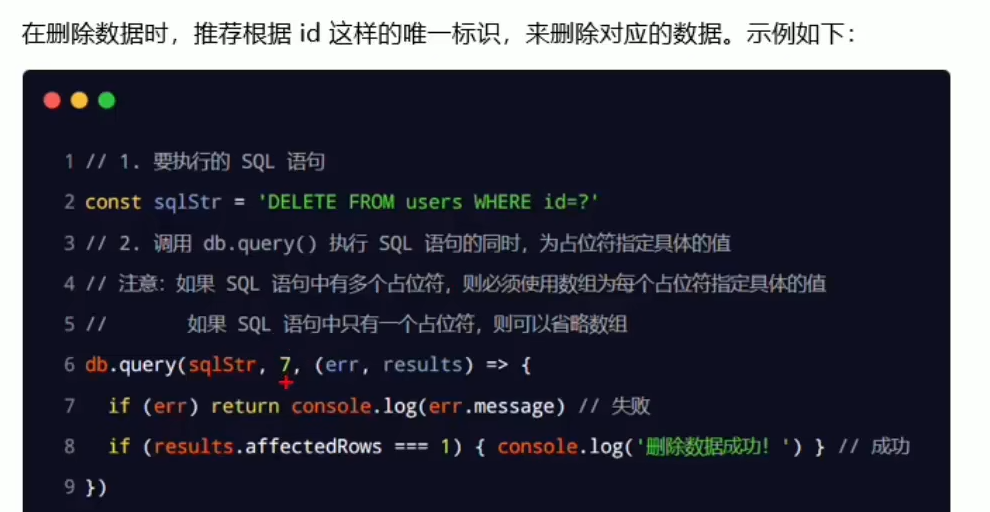 在删除数据时，推荐根据 id 这样的唯一标识，来删除对应的数据。示例如下：
1 // 1. 要执行的 SQL 语句
2 const sqlStr = 'DELETE FROM users WHERE id=?'
3 // 2. 调用 db.query() 执行 SQL 语句的同时，为占位符指定具体的值
4 // 注意：如果 SQL 语句中有多个占位符，则必须使用数组为每个占位符指定具体的值
5 //       如果 SQL 语句中只有一个占位符，则可以省略数组
6 db.query(sqlStr, 7, (err, results) => {
7   if (err) return console.log(err.message) // 失败
8   if (results.affectedRows === 1) { console.log('删除数据成功！') } // 成功
9 })